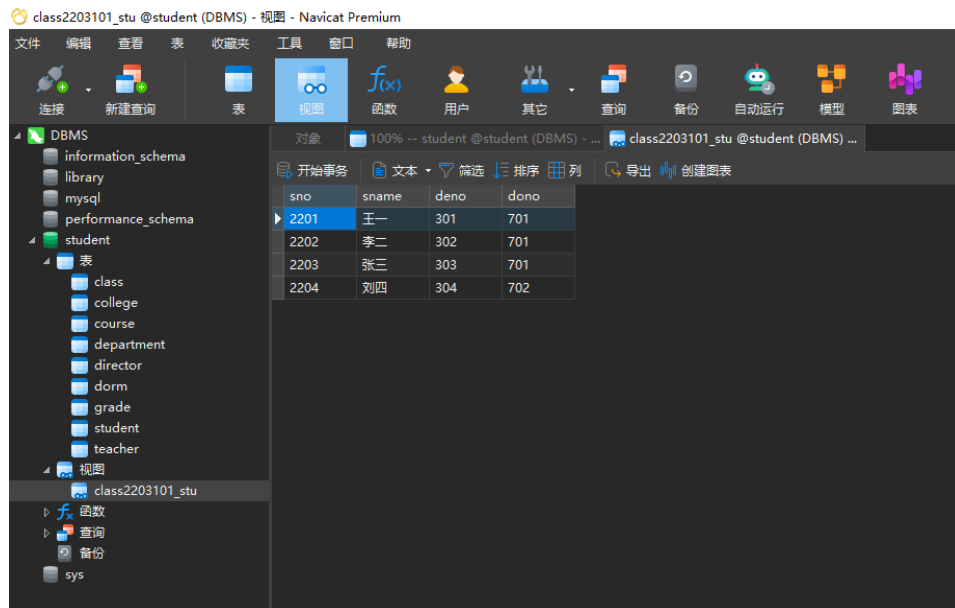 class2203101_stu @student (DBMS) - 视图 - Navicat Premium
文件 编辑 查看 表 收藏夹 工具 窗口 帮助
连接 新建查询 表 视图 函数 用户 其它 查询 备份 自动运行 模型 图表
DBMS
information_schema
library
mysql
performance_schema
student
表
class
college
course
department
director
dorm
grade
student
teacher
视图
class2203101_stu
函数
查询
备份
sys
对象 100% -- student @student (DBMS) - ... class2203101_stu @student (DBMS) ...
开始事务 文本 筛选 排序 列 导出 创建图表
sno sname deno dono
2201 王一 301 701
2202 李二 302 701
2203 张三 303 701
2204 刘四 304 702